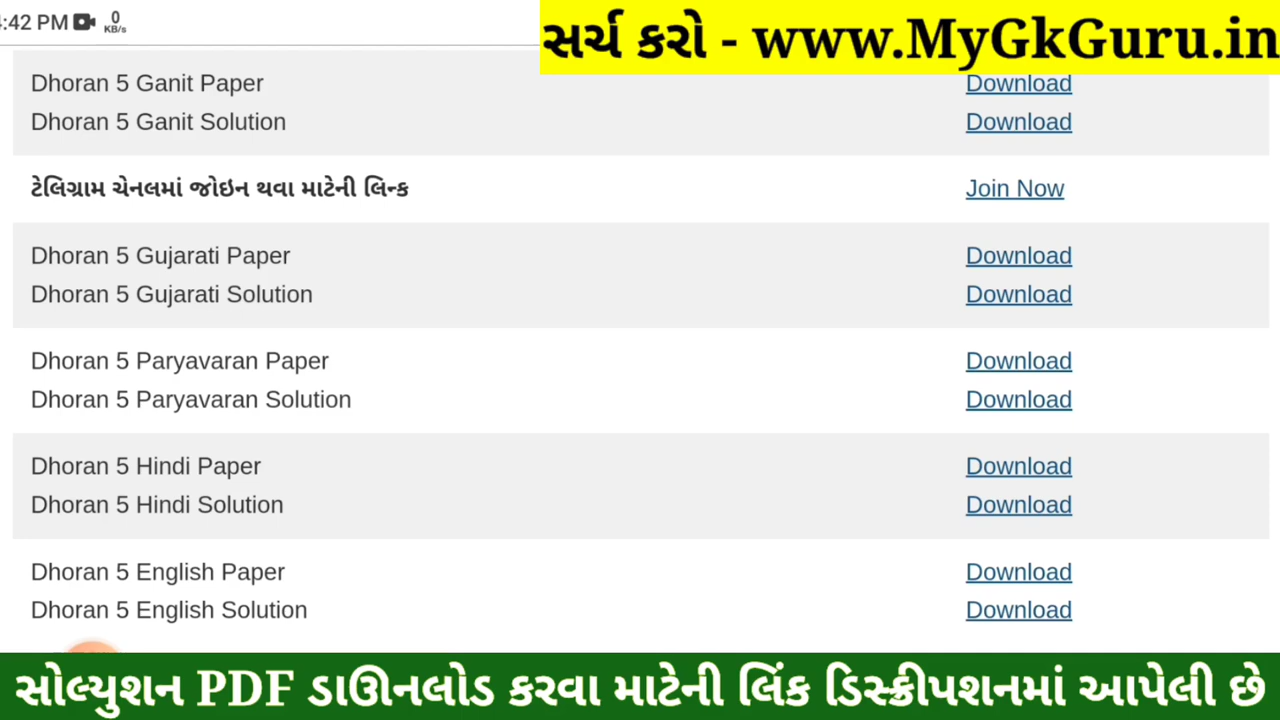 :42 PM 0 KB/s
સર્ચ કરો - www.MyGkGuru.in
Dhoran 5 Ganit Paper Download
Dhoran 5 Ganit Solution Download
ટેલિગ્રામ ચેનલમાં જોઇન થવા માટેની લિન્ક Join Now
Dhoran 5 Gujarati Paper Download
Dhoran 5 Gujarati Solution Download
Dhoran 5 Paryavaran Paper Download
Dhoran 5 Paryavaran Solution Download
Dhoran 5 Hindi Paper Download
Dhoran 5 Hindi Solution Download
Dhoran 5 English Paper Download
Dhoran 5 English Solution Download
સોલ્યુશન PDF ડાઊનલોડ કરવા માટેની લિંક ડિસ્ક્રીપશનમાં આપેલી છે